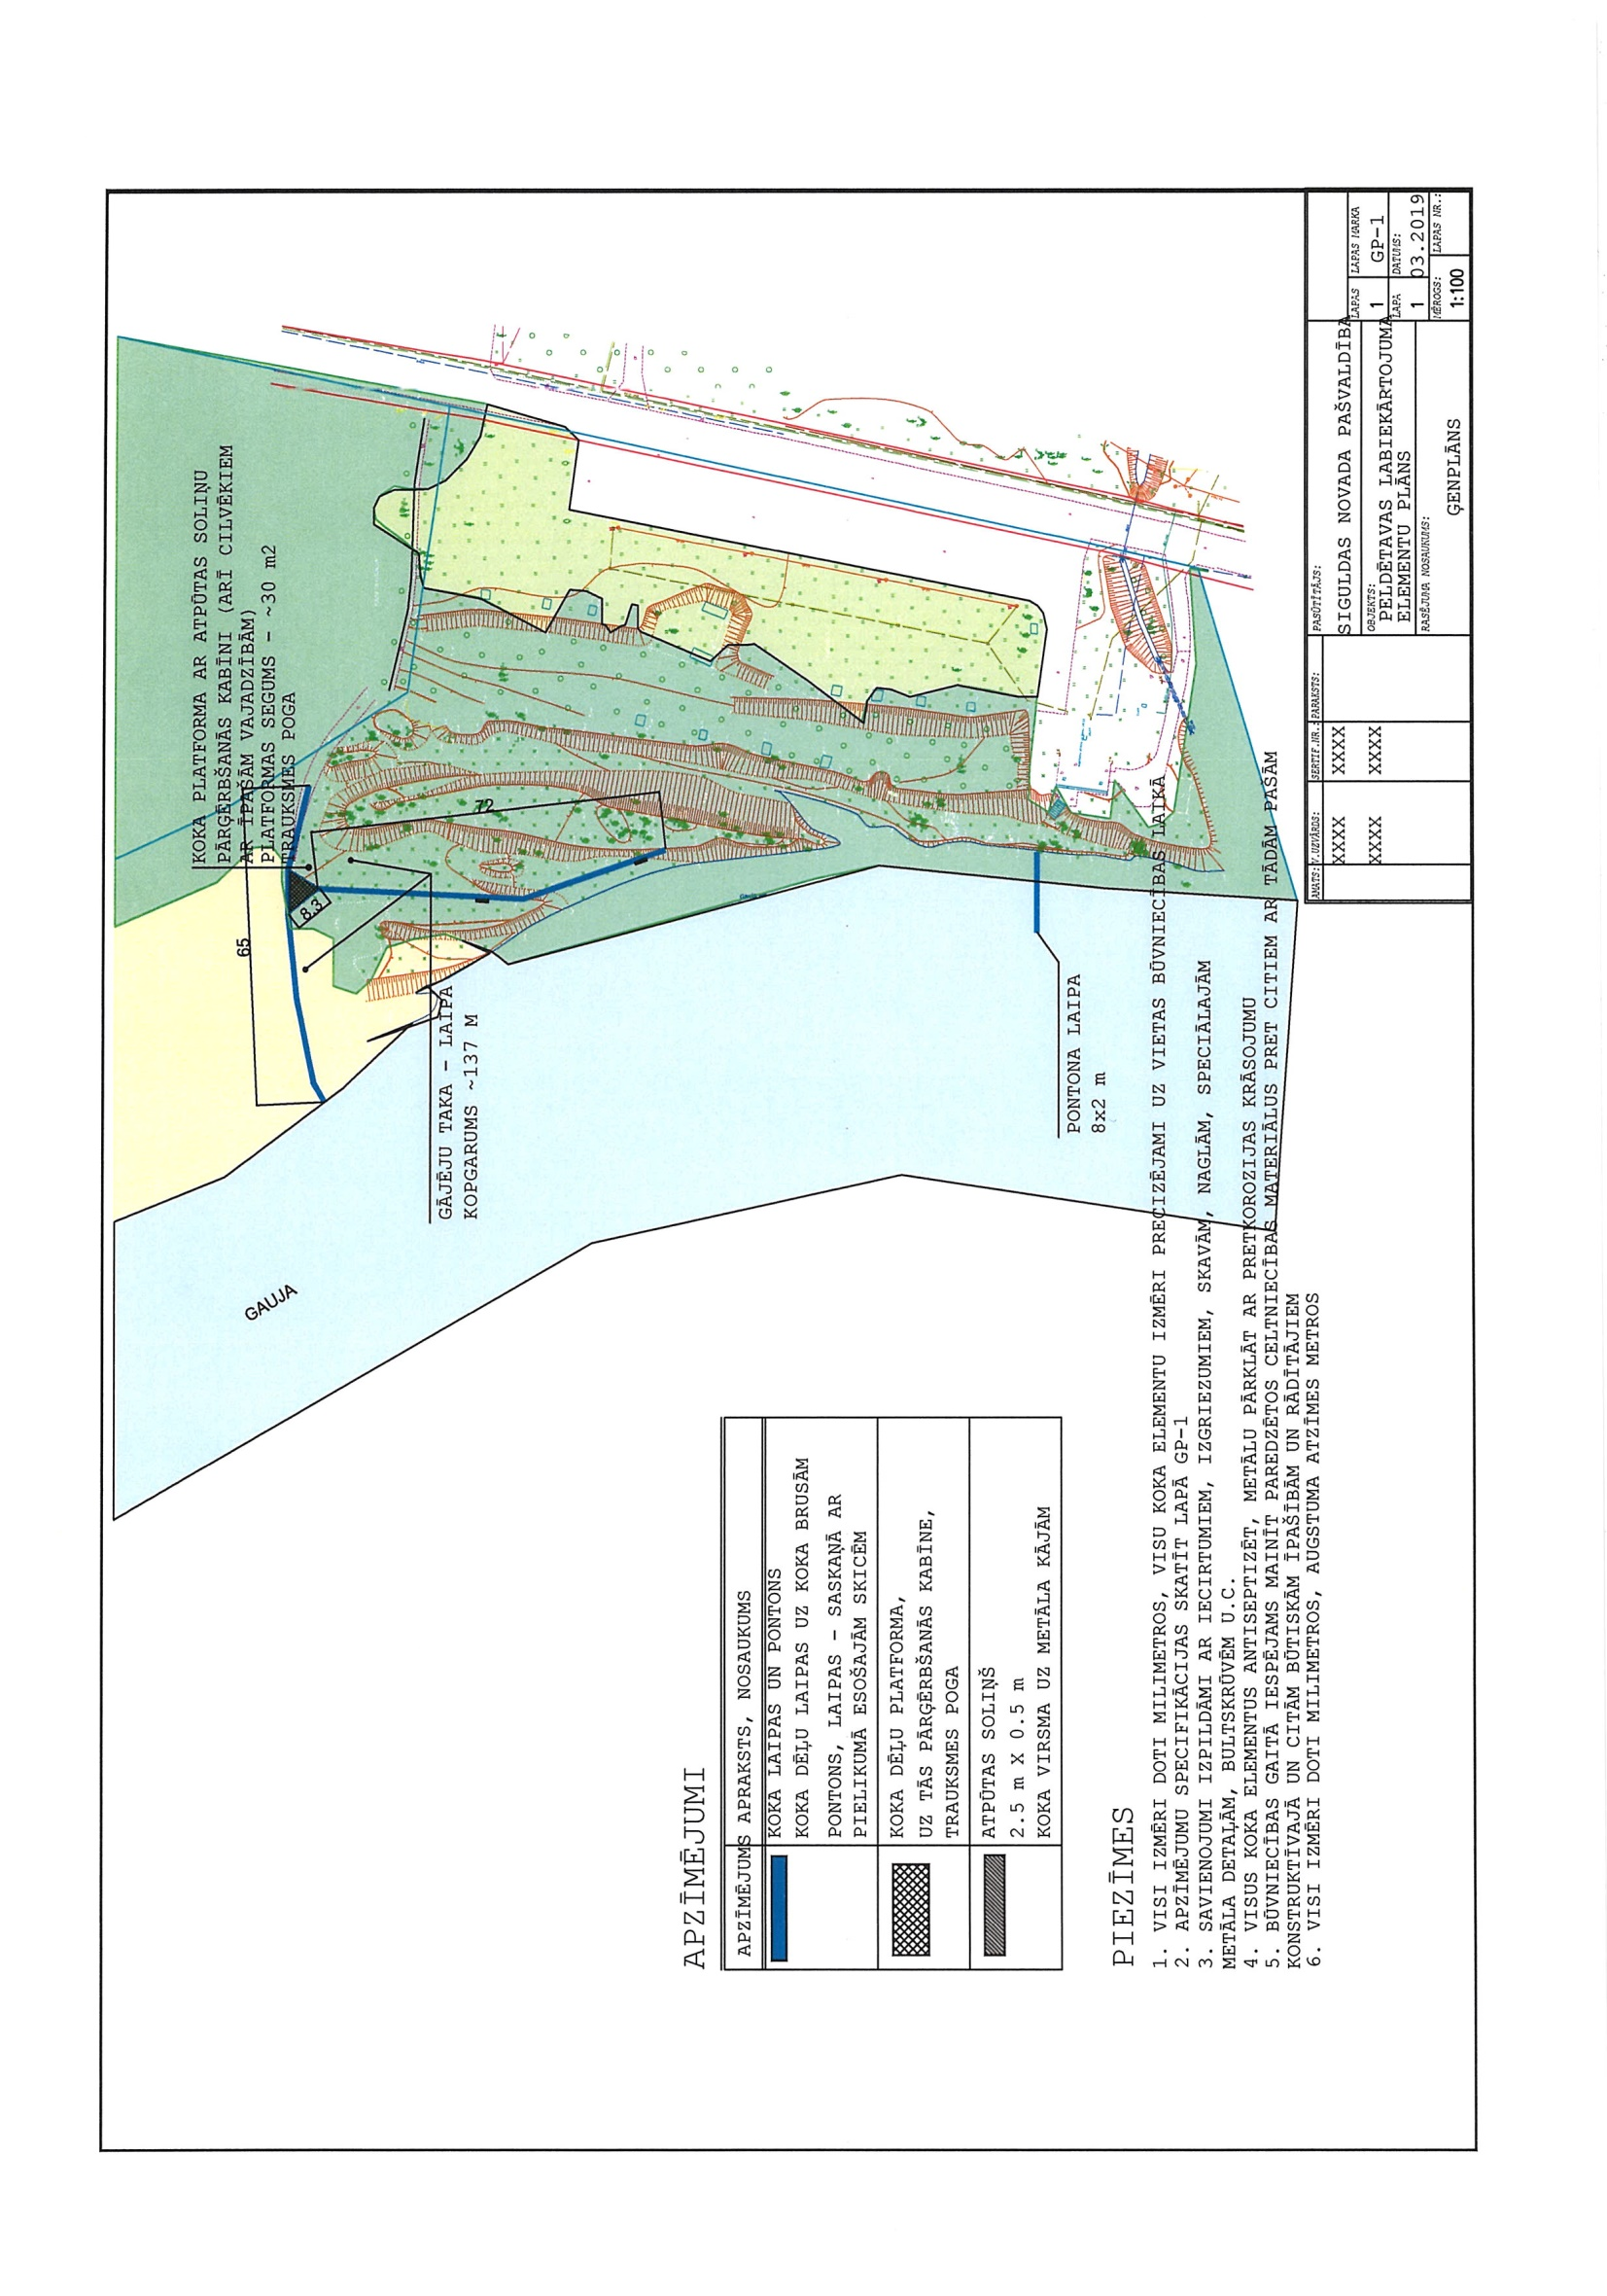 KOKA PLATFORMA AR ATPŪTAS SOLIŅU
PĀRĢĒRBŠANĀS KABĪNI (ARĪ CILVĒKIEM
AR ĪPAŠĀM VAJADZĪBĀM)
PLATFORMAS SEGUMS - ~30 m2
TRAUKSMES POGA
65
8.3
72
GAUJA
GĀJĒJU TAKA - LAIPA
KOPGARUMS ~137 M
PONTONA LAIPA
8x2 m
APZĪMĒJUMI
APZĪMĒJUMS APRAKSTS, NOSAUKUMS
KOKA LAIPAS UN PONTONS
KOKA DĒĻU LAIPAS UZ KOKA BRUSĀM
PONTONS, LAIPAS - SASKAŅĀ AR
PIELIKUMĀ ESOŠAJĀM SKICĒM
KOKA DĒĻU PLATFORMA,
UZ TĀS PĀRĢĒRBŠANĀS KABĪNE,
TRAUKSMES POGA
ATPŪTAS SOLIŅŠ
2.5 m X 0.5 m
KOKA VIRSMA UZ METĀLA KĀJĀM
PIEZĪMES
1. VISI IZMĒRI DOTI MILIMETROS, VISU KOKA ELEMENTU IZMĒRI PRECIZĒJAMI UZ VIETAS BŪVNIECĪBAS LAIKĀ
2. APZĪMĒJUMU SPECIFIKĀCIJAS SKATĪT LAPĀ GP-1
3. SAVIENOJUMI IZPILDĀMI AR IECIRTUMIEM, IZGRIEZUMIEM, SKAVĀM, NAGLĀM, SPECIĀLAJĀM
METĀLA DETAĻĀM, BULTSKRŪVĒM U.C.
4. VISUS KOKA ELEMENTUS ANTISEPTIZĒT, METĀLU PĀRKLĀT AR PRETKOROZIJAS KRĀSOJUMU
5. BŪVNIECĪBAS GAITĀ IESPĒJAMS MAINĪT PAREDZĒTOS CELTNIECĪBAS MATERIĀLUS PRET CITIEM AR TĀDĀM PAŠĀM
KONSTRUKTĪVAJĀ UN CITĀM BŪTISKĀM ĪPAŠĪBĀM UN RĀDĪTĀJIEM
6. VISI IZMĒRI DOTI MILIMETROS, AUGSTUMA ATZĪMES METROS
AMATS: V.UZVĀRDS: SERTIF.NR.: PARAKSTS:
XXXX XXXX
XXXX XXXX
PASŪTĪTĀJS:
SIGULDAS NOVADA PAŠVALDĪBA
OBJEKTS:
PELDĒTAVAS LABIEKĀRTOJUMA
ELEMENTU PLĀNS
RASĒJUMA NOSAUKUMS:
ĢENPLĀNS
LAPAS LAPAS MARKA
1 GP-1
LAPA DATUMS:
1 03.2019
MĒROGS: LAPAS NR.:
1:100